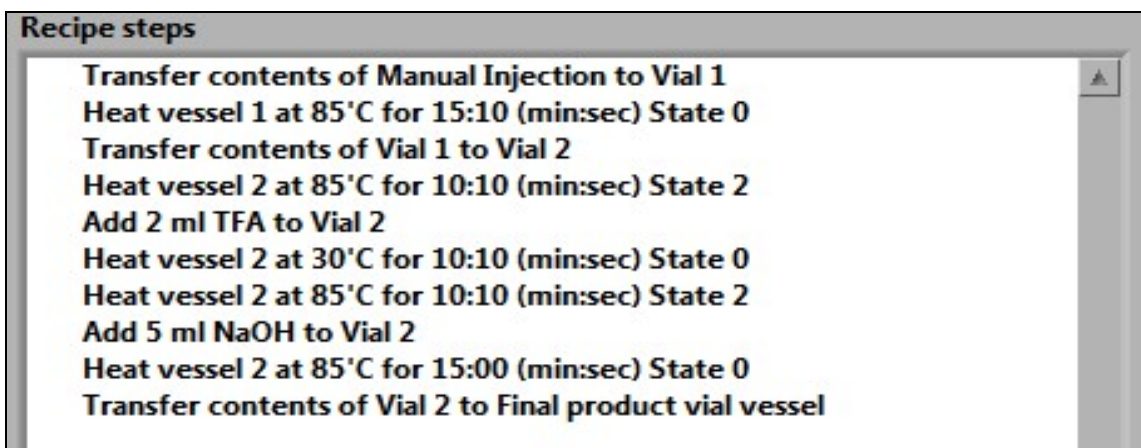 Recipe steps
Transfer contents of Manual Injection to Vial 1
Heat vessel 1 at 85'C for 15:10 (min:sec) State 0
Transfer contents of Vial 1 to Vial 2
Heat vessel 2 at 85'C for 10:10 (min:sec) State 2
Add 2 ml TFA to Vial 2
Heat vessel 2 at 30'C for 10:10 (min:sec) State 0
Heat vessel 2 at 85'C for 10:10 (min:sec) State 2
Add 5 ml NaOH to Vial 2
Heat vessel 2 at 85'C for 15:00 (min:sec) State 0
Transfer contents of Vial 2 to Final product vial vessel